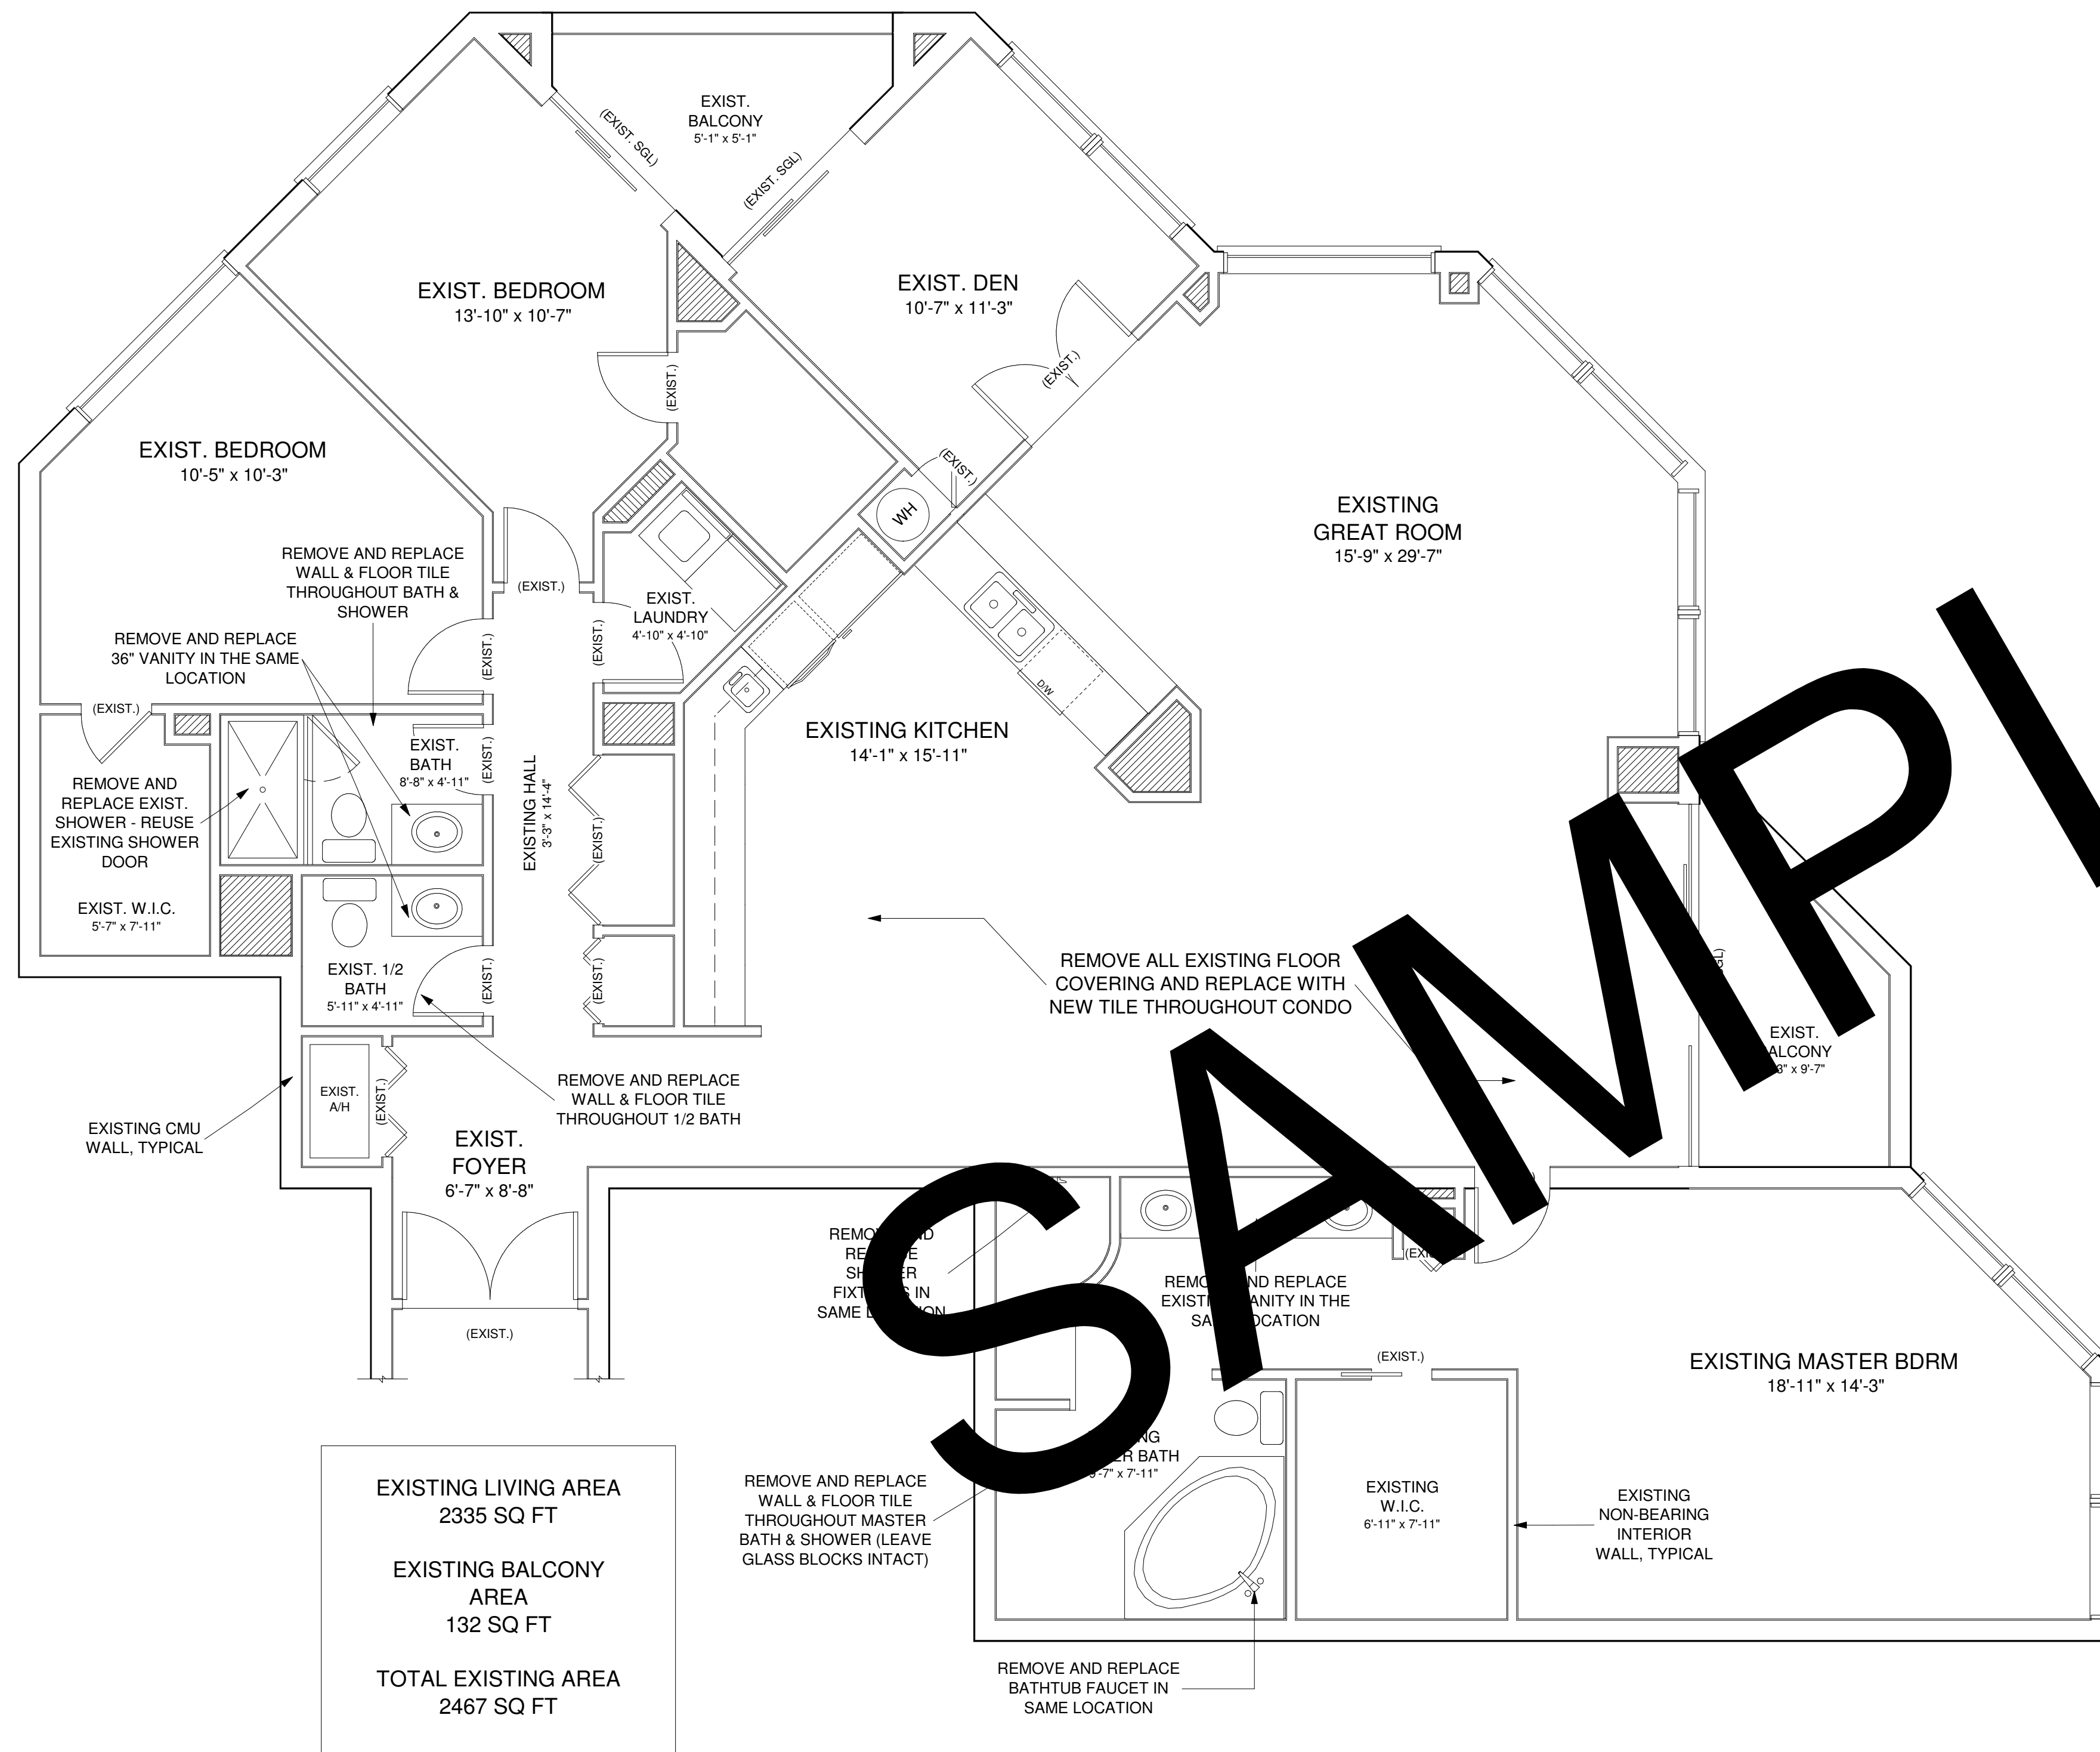 EXIST.
BALCONY
5'-1" x 5'-1"
(EXIST. SGL)
(EXIST. SGL)
EXIST. BEDROOM
13'-10" x 10'-7"
(EXIST.)
EXIST. DEN
10'-7" x 11'-3"
(EXIST.)
(EXIST.)
WH
EXIST. BEDROOM
10'-5" x 10'-3"
EXISTING
GREAT ROOM
15'-9" x 29'-7"
REMOVE AND REPLACE
WALL & FLOOR TILE
THROUGHOUT BATH &
SHOWER
(EXIST.)
EXIST.
LAUNDRY
4'-10" x 4'-10"
(EXIST.)
(EXIST.)
REMOVE AND REPLACE
36" VANITY IN THE SAME
LOCATION
(EXIST.)
D/W
EXISTING KITCHEN
14'-1" x 15'-11"
EXIST.
BATH
8'-8" x 4'-11"
(EXIST.)
REMOVE AND
REPLACE EXIST.
SHOWER - REUSE
EXISTING SHOWER
DOOR
EXISTING HALL
3'-3" x 14'-4"
(EXIST.)
EXIST. W.I.C.
5'-7" x 7'-11"
EXIST. 1/2
BATH
5'-11" x 4'-11"
(EXIST.)
(EXIST.)
REMOVE ALL EXISTING FLOOR
COVERING AND REPLACE WITH
NEW TILE THROUGHOUT CONDO
EXIST.
9'-7"
EXIST.
A/H
(EXIST.)
REMOVE AND REPLACE
WALL & FLOOR TILE
THROUGHOUT 1/2 BATH
EXISTING CMU
WALL, TYPICAL
EXIST.
FOYER
6'-7" x 8'-8"
(EXIST.)
IN
SAME
REPLACE
IN THE
(EXIST.)
EXISTING MASTER BDRM
18'-11" x 14'-3"
BATH
x 7'-11"
REMOVE AND REPLACE
WALL & FLOOR TILE
THROUGHOUT MASTER
BATH & SHOWER (LEAVE
GLASS BLOCKS INTACT)
EXISTING
W.I.C.
6'-11" x 7'-11"
EXISTING
NON-BEARING
INTERIOR
WALL, TYPICAL
EXISTING LIVING AREA
2335 SQ FT
EXISTING BALCONY
AREA
132 SQ FT
TOTAL EXISTING AREA
2467 SQ FT
REMOVE AND REPLACE
BATHTUB FAUCET IN
SAME LOCATION